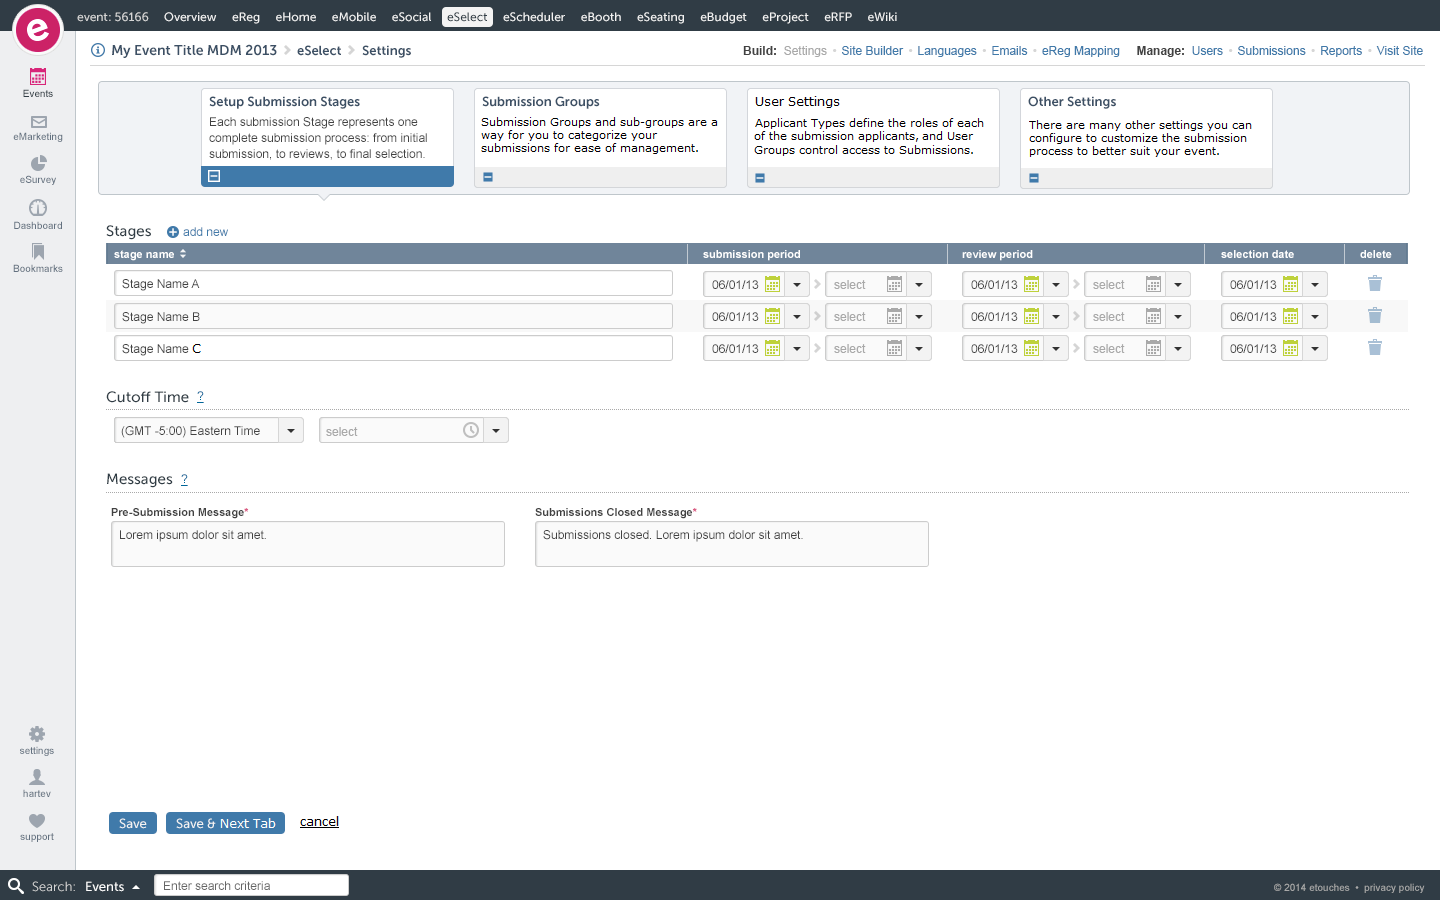 e event: 56166 Overview eReg eHome eMobile eSocial eSelect eScheduler eBooth eSeating eBudget eProject eRFP eWiki
My Event Title MDM 2013 eSelect Settings Build: Settings • Site Builder • Languages • Emails • eReg Mapping Manage: Users • Submissions • Reports • Visit Site
Events
eMarketing
eSurvey
Dashboard
Bookmarks
Setup Submission Stages
Each submission Stage represents one
complete submission process: from initial
submission, to reviews, to final selection.
Submission Groups
Submission Groups and sub-groups are a
way for you to categorize your
submissions for ease of management.
User Settings
Applicant Types define the roles of each
of the submission applicants, and User
Groups control access to Submissions.
Other Settings
There are many other settings you can
configure to customize the submission
process to better suit your event.
Stages add new
stage name submission period review period selection date delete
Stage Name A 06/01/13 select 06/01/13 select 06/01/13
Stage Name B 06/01/13 select 06/01/13 select 06/01/13
Stage Name C 06/01/13 select 06/01/13 select 06/01/13
Cutoff Time ?
(GMT -5:00) Eastern Time select
Messages ?
Pre-Submission Message* Submissions Closed Message*
Lorem ipsum dolor sit amet. Submissions closed. Lorem ipsum dolor sit amet.
settings
hartev
support
Save Save & Next Tab cancel
Search: Events Enter search criteria © 2014 etouches • privacy policy